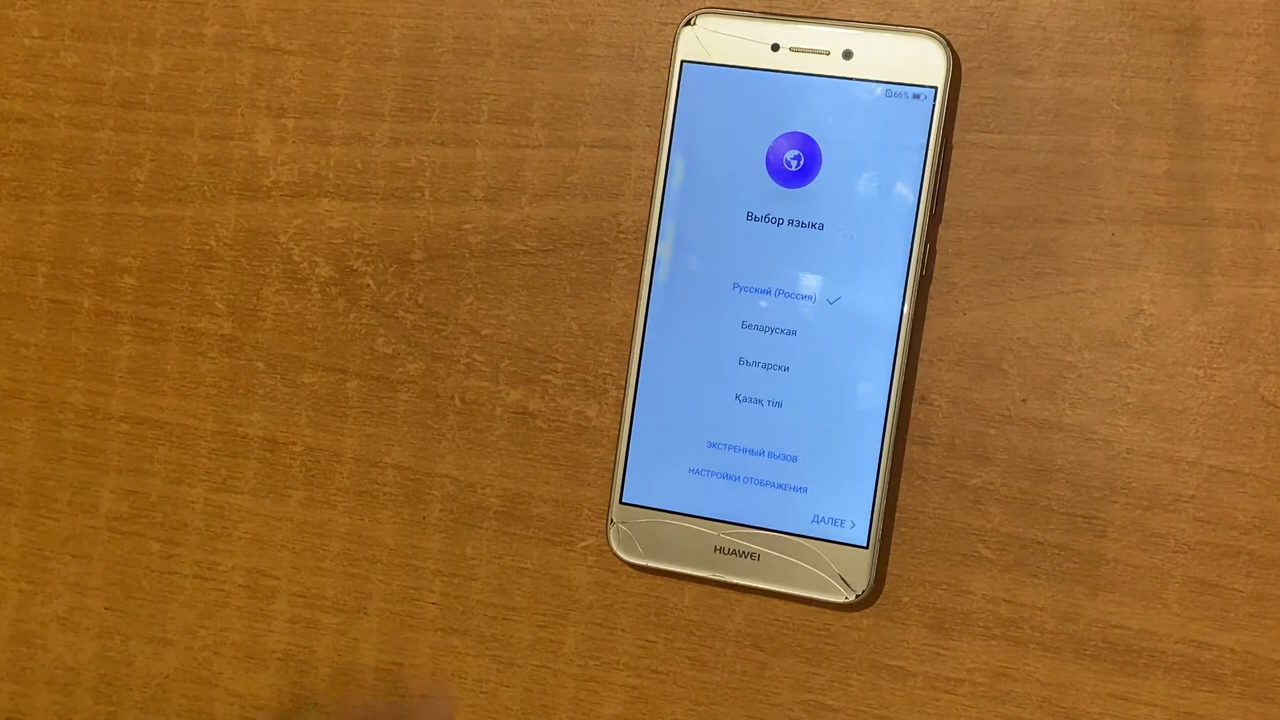 66%
Выбор языка
Русский (Россия)
Беларуская
Български
Қазақ тілі
ЭКСТРЕННЫЙ ВЫЗОВ
НАСТРОЙКИ ОТОБРАЖЕНИЯ
ДАЛЕЕ
HUAWEI